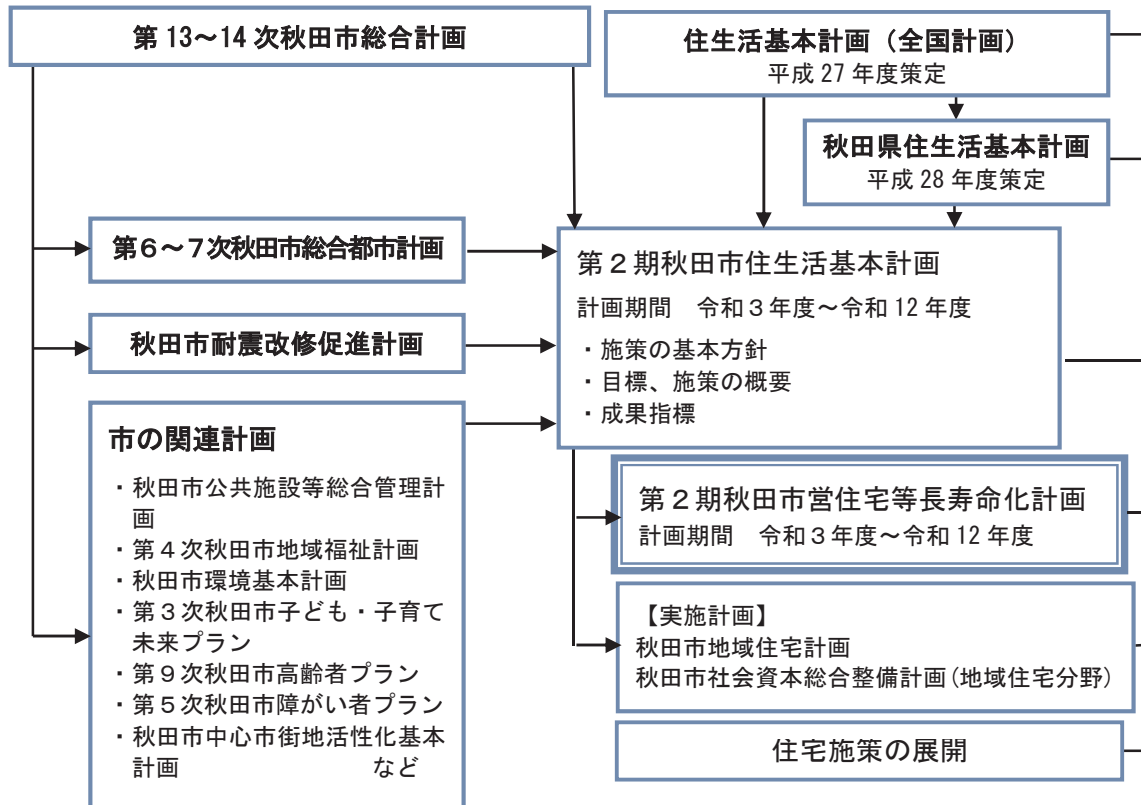 第13～14次秋田市総合計画
住生活基本計画（全国計画）
平成27年度策定
秋田県住生活基本計画
平成28年度策定
第６～７次秋田市総合都市計画
秋田市耐震改修促進計画
市の関連計画
・秋田市公共施設等総合管理計
画
・第４次秋田市地域福祉計画
・秋田市環境基本計画
・第３次秋田市子ども・子育て
未来プラン
・第９次秋田市高齢者プラン
・第５次秋田市障がい者プラン
・秋田市中心市街地活性化基本
計画　など
第２期秋田市住生活基本計画
計画期間　令和３年度～令和12年度
・施策の基本方針
・目標、施策の概要
・成果指標
第２期秋田市営住宅等長寿命化計画
計画期間　令和３年度～令和12年度
【実施計画】
秋田市地域住宅計画
秋田市社会資本総合整備計画(地域住宅分野)
住宅施策の展開